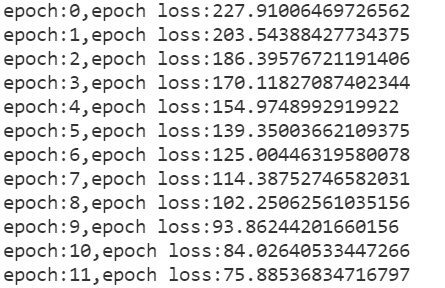 epoch:0,epoch loss:227.91006469726562
epoch:1,epoch loss:203.54388427734375
epoch:2,epoch loss:186.39576721191406
epoch:3,epoch loss:170.11827087402344
epoch:4,epoch loss:154.9748992919922
epoch:5,epoch loss:139.35003662109375
epoch:6,epoch loss:125.00446319580078
epoch:7,epoch loss:114.38752746582031
epoch:8,epoch loss:102.25062561035156
epoch:9,epoch loss:93.86244201660156
epoch:10,epoch loss:84.02640533447266
epoch:11,epoch loss:75.88536834716797